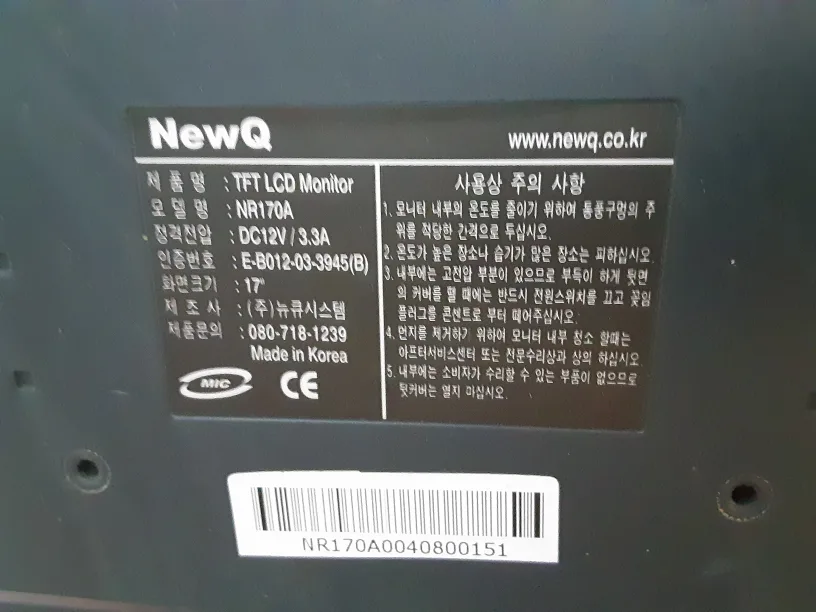 NewQ
www.newq.co.kr
제 품 명 : TFT LCD Monitor
모 델 명 : NR170A
정격전압 : DC12V / 3.3A
인증번호 : E-B012-03-3945(B)
화면크기 : 17"
제 조 사 : (주)뉴큐시스템
제품문의 : 080-718-1239
Made in Korea
MIC CE
사용상 주의 사항
1. 모니터 내부의 온도를 줄이기 위하여 통풍구멍의 주
위를 적당한 간격으로 두십시오.
2. 온도가 높은 장소나 습기가 많은 장소는 피하십시오.
3. 내부에는 고전압 부분이 있으므로 부득이 하게 뒷면
의 커버를 뗄 때에는 반드시 전원스위치를 끄고 꽂임
플러그를 콘센트로 부터 떼어주십시오.
4. 먼지를 제거하기 위하여 모니터 내부 청소 할때는
아프터서비스센터 또는 전문수리상과 상의 하십시오
5. 내부에는 소비자가 수리할 수 있는 부품이 없으므로
뒷커버는 열지 마십시오.
NR170A0040800151